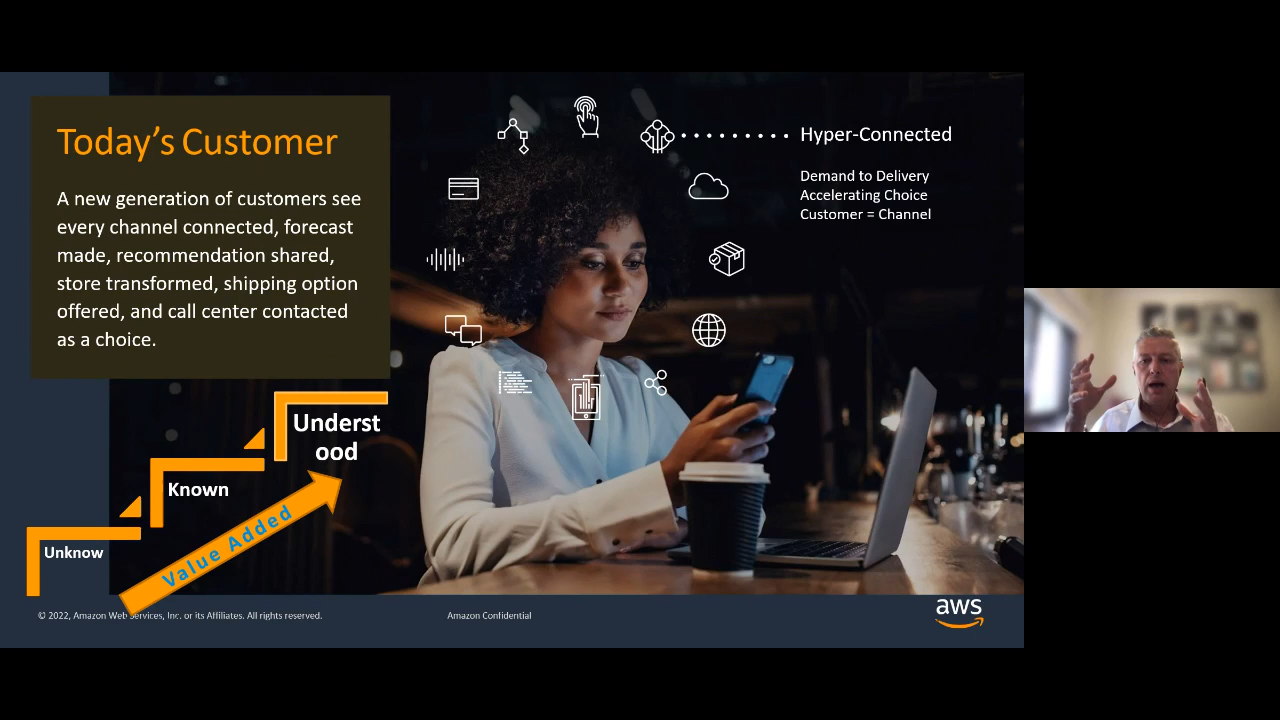 Today's Customer
A new generation of customers see
every channel connected, forecast
made, recommendation shared,
store transformed, shipping option
offered, and call center contacted
as a choice.
Hyper-Connected
Demand to Delivery
Accelerating Choice
Customer = Channel
Underst
ood
Known
Unknow
Value Added
© 2022, Amazon Web Services, Inc. or its Affiliates. All rights reserved.
Amazon Confidential
aws